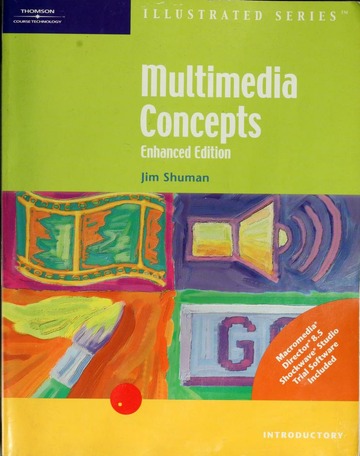 THOMSON
COURSE TECHNOLOGY
ILLUSTRATED SERIES™
Multimedia
Concepts
Enhanced Edition
Jim Shuman
GO
Macromedia®
Director® 8.5
Shockwave® Studio
Trial Software
included
INTRODUCTORY